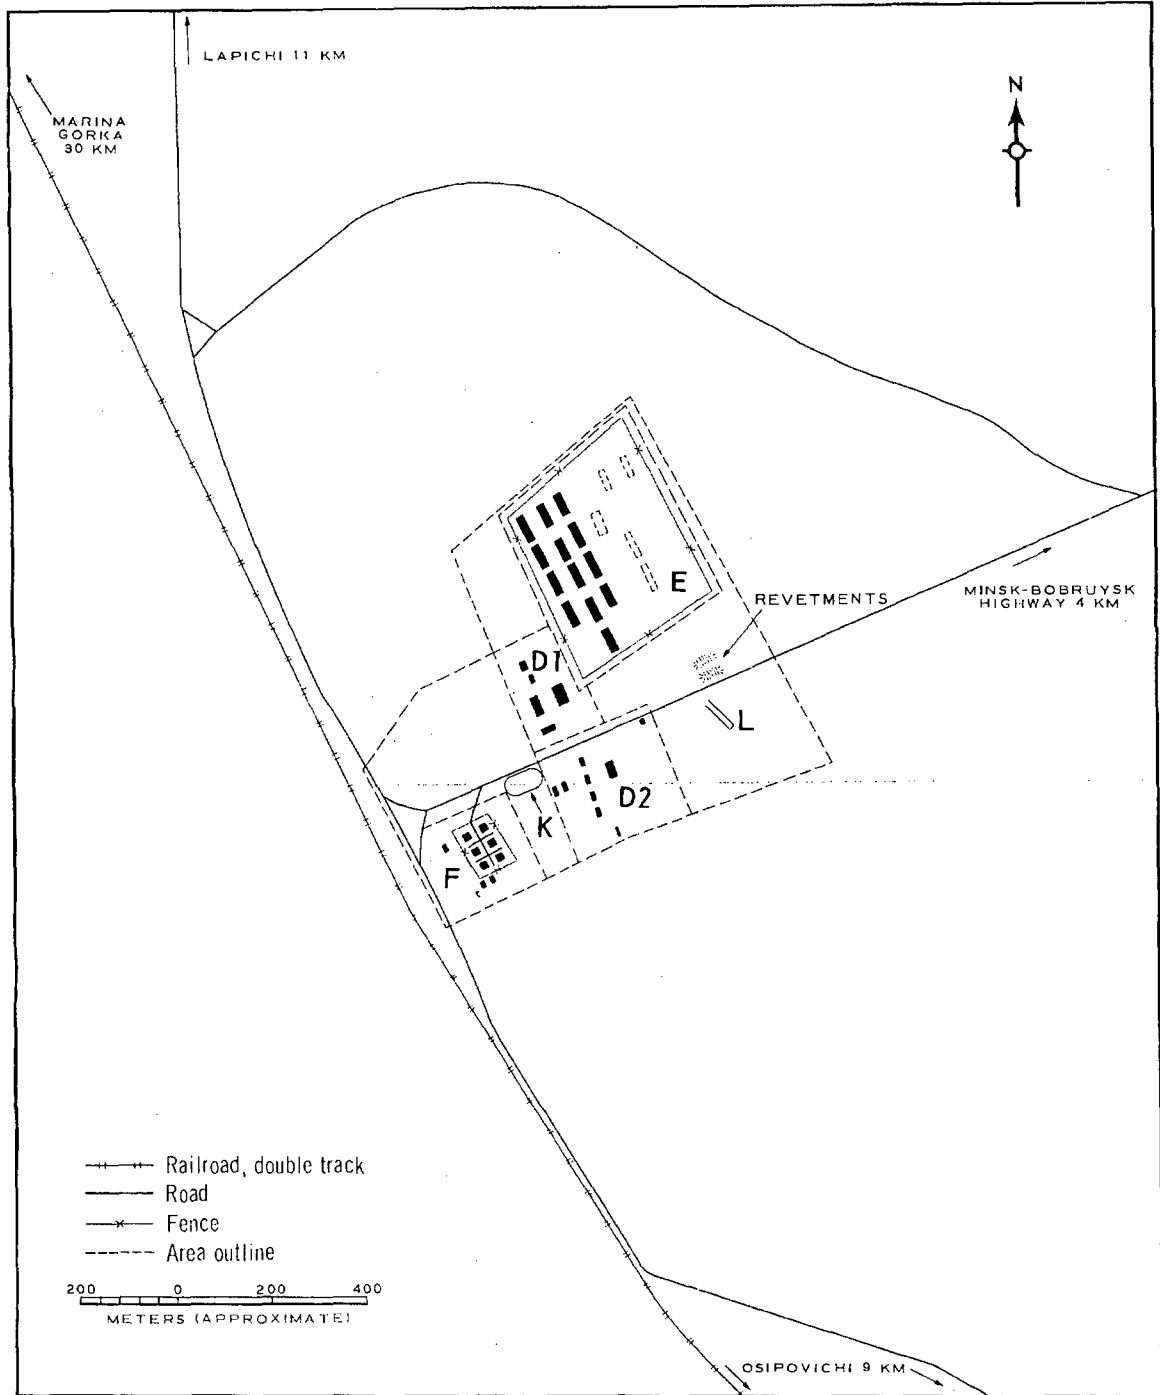 LAPICHI 11 KM
MARINA
GORKA
30 KM
N
E
REVETMENTS
MINSK-BOBRUYSK
HIGHWAY 4 KM
D1
L
D2
K
F
Railroad, double track
Road
Fence
Area outline
200 0 200 400
METERS (APPROXIMATE)
OSIPOVICHI 9 KM